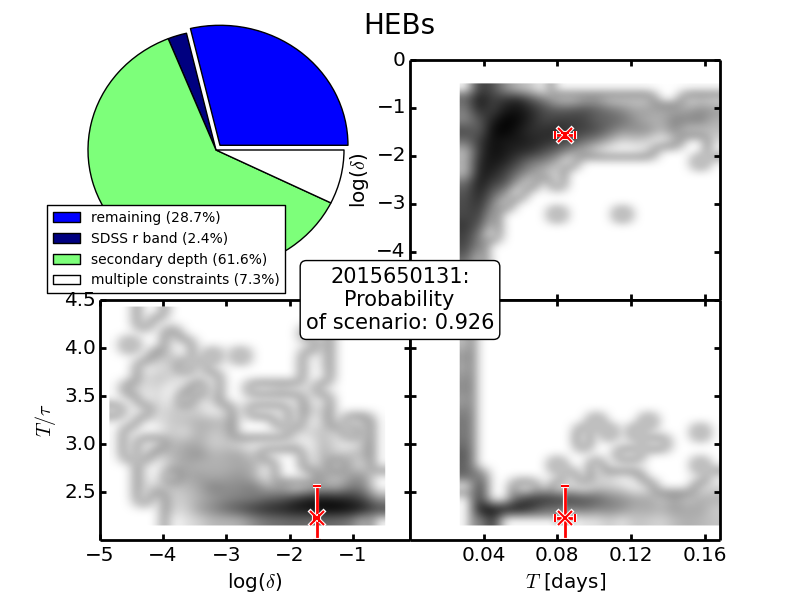 HEBs
remaining (28.7%)
SDSS r band (2.4%)
secondary depth (61.6%)
multiple constraints (7.3%)
log(δ)
0
−1
−2
−3
−4
2015650131:
Probability
of scenario: 0.926
T/τ
4.5
4.0
3.5
3.0
2.5
−5 −4 −3 −2 −1
log(δ)
0.04 0.08 0.12 0.16
T [days]